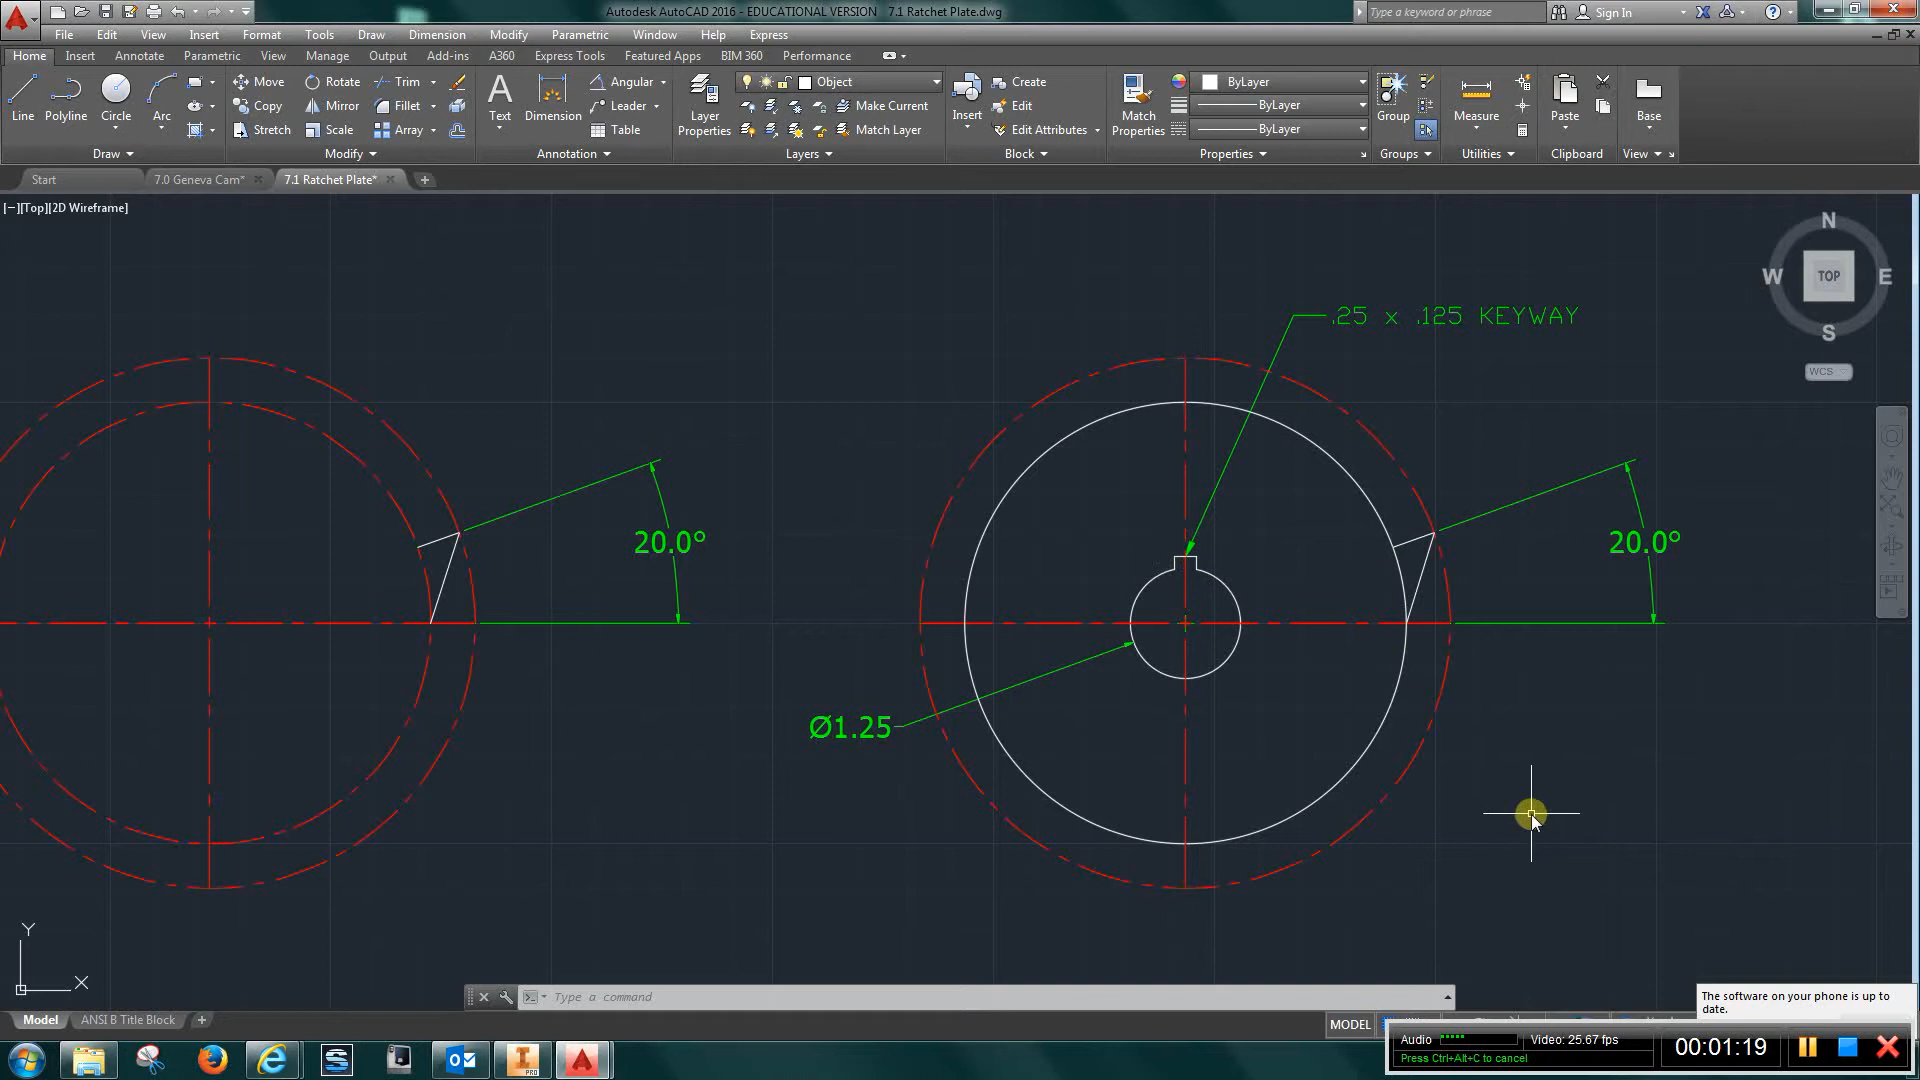 Autodesk AutoCAD 2016 - EDUCATIONAL VERSION 7.1 Ratchet Plate.dwg
Type a keyword or phrase
Sign In
File Edit View Insert Format Tools Draw Dimension Modify Parametric Window Help Express
Home Insert Annotate Parametric View Manage Output Add-ins A360 Express Tools Featured Apps BIM 360 Performance
Line Polyline Circle Arc
Move Rotate Trim
Copy Mirror Fillet
Stretch Scale Array
Text Dimension
Angular
Leader
Table
Layer Properties
Object
Make Current
Match Layer
Insert
Create
Edit
Edit Attributes
Match Properties
ByLayer
ByLayer
ByLayer
Group Measure Paste Base
Draw Modify Annotation Layers Block Properties Groups Utilities Clipboard View
Start 7.0 Geneva Cam* 7.1 Ratchet Plate*
[−][Top][2D Wireframe]
N
W TOP E
S
WCS
.25 x .125 KEYWAY
20.0°
20.0°
Ø1.25
Y
X
Type a command
Model ANSI B Title Block
MODEL
The software on your phone is up to
date.
Audio
Video: 25.67 fps
Press Ctrl+Alt+C to cancel
00:01:19
PRO